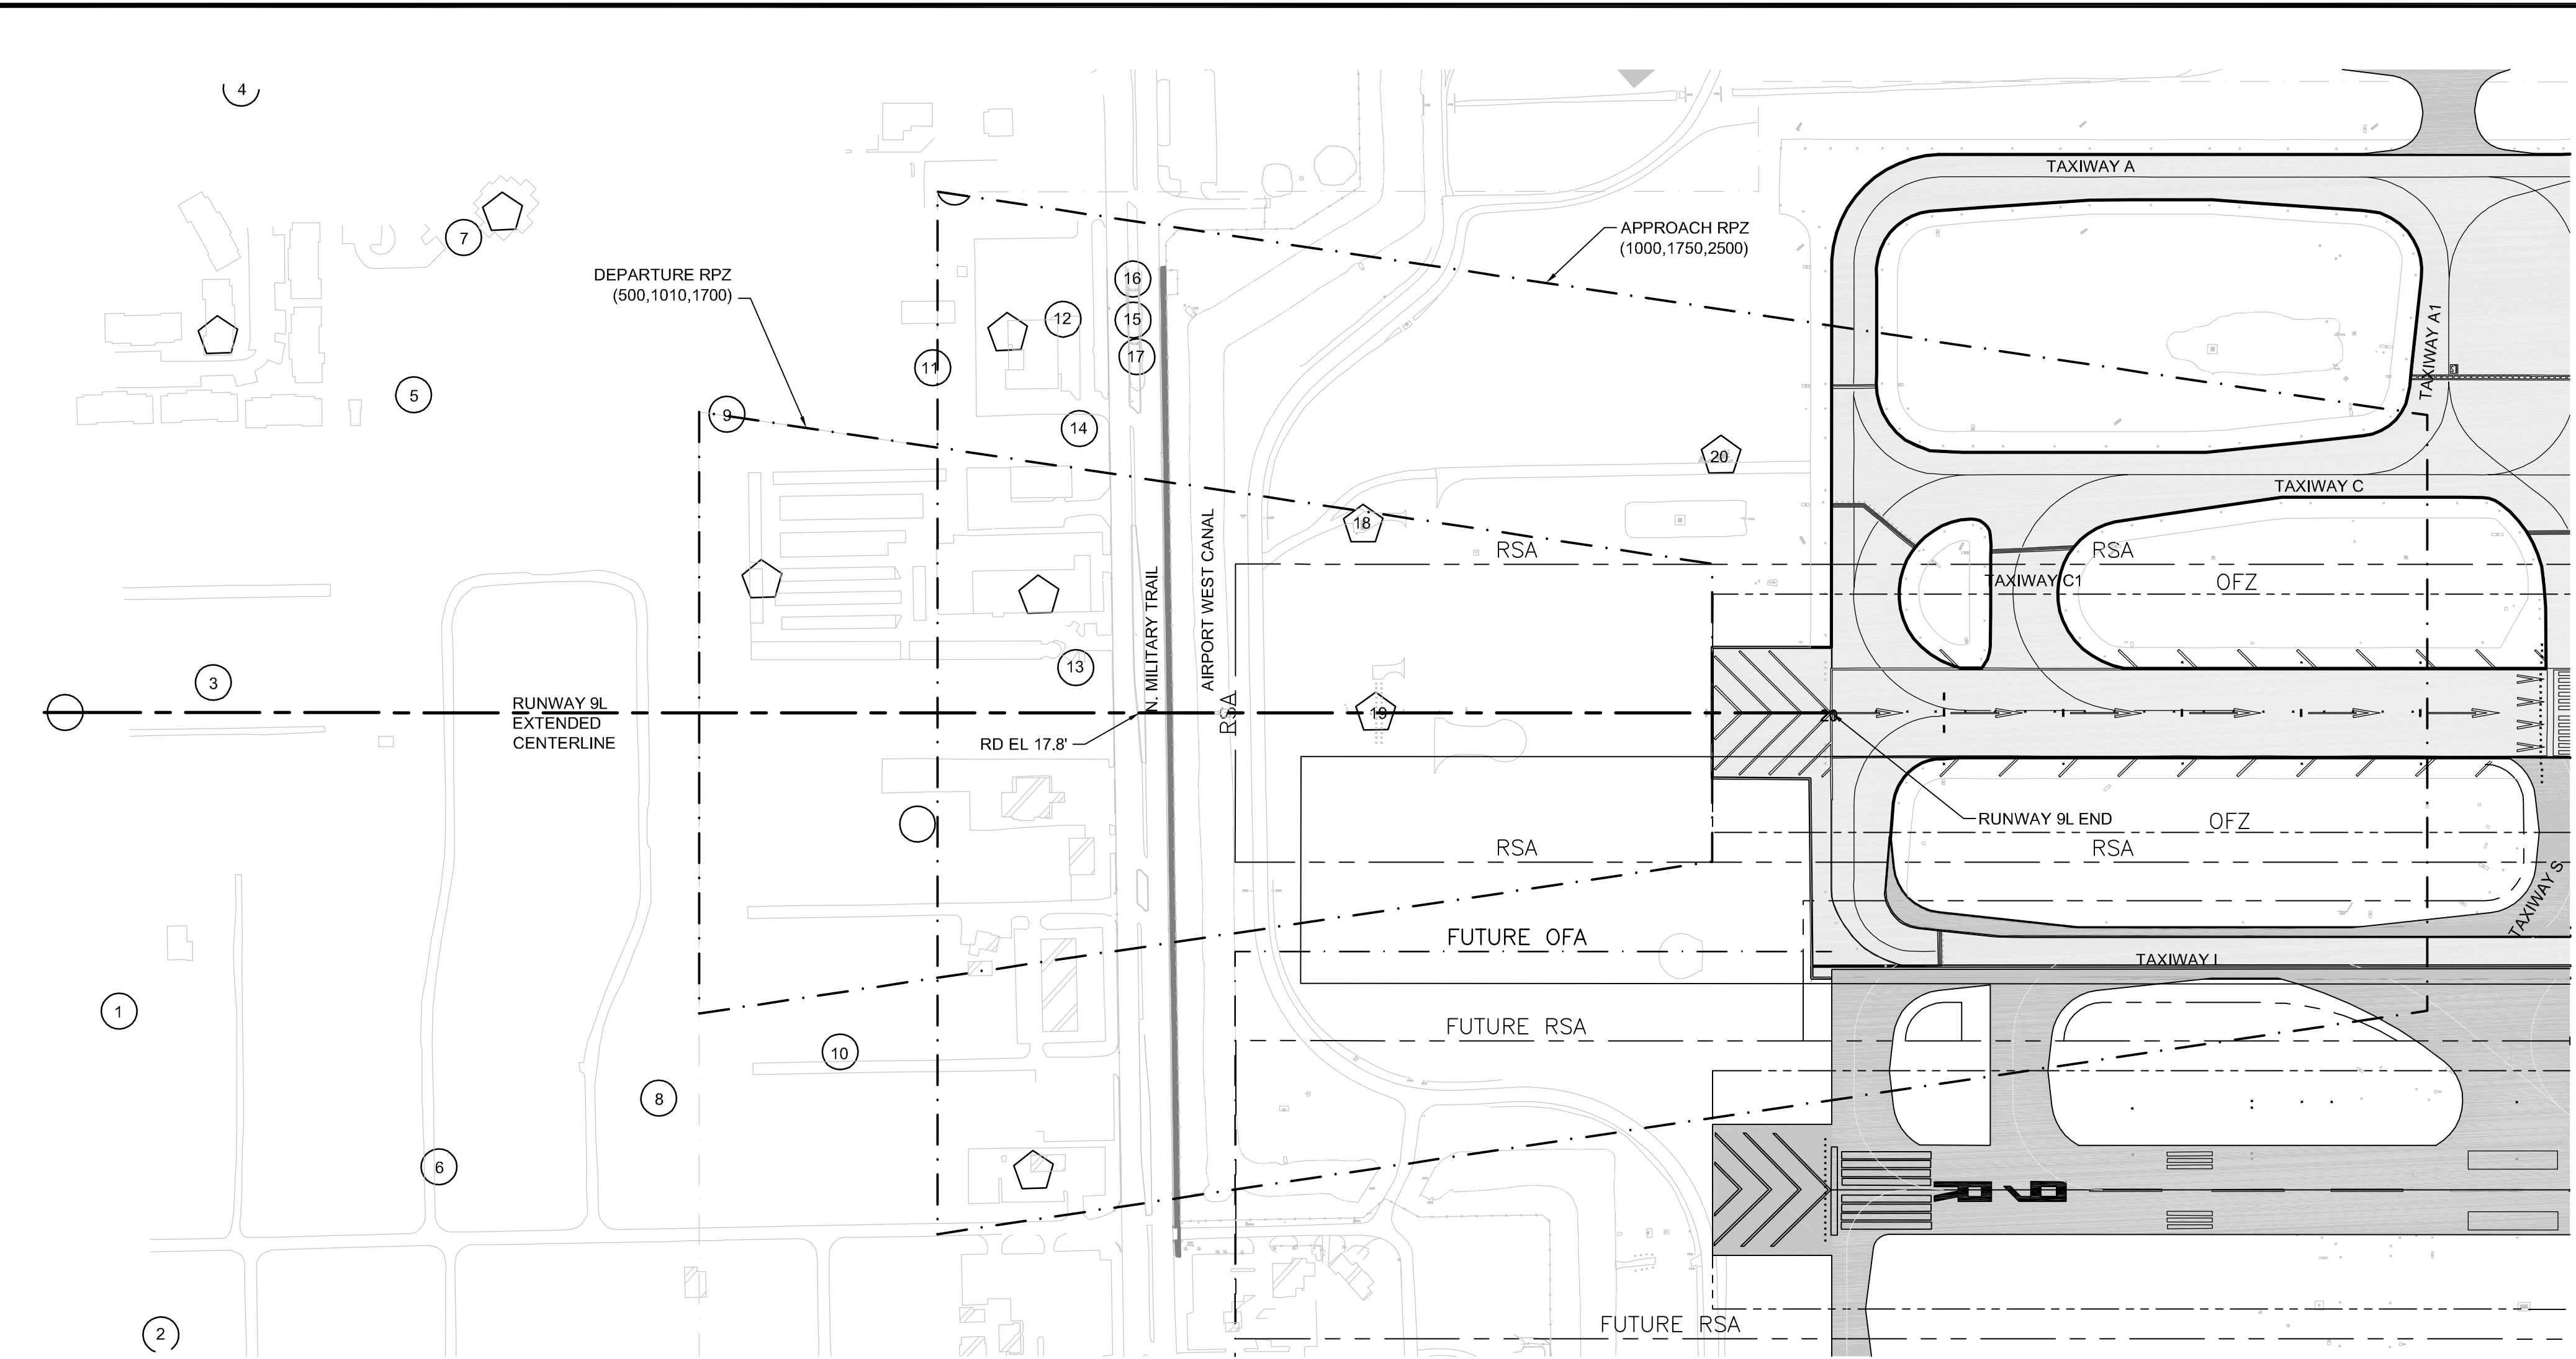 4
TAXIWAY A
7
APPROACH RPZ
(1000,1750,2500)
DEPARTURE RPZ
(500,1010,1700)
16
15
12
17
TAXIWAY A1
11
5
9
14
20
TAXIWAY C
18
RSA
RSA
TAXIWAY C1
OFZ
N. MILITARY TRAIL
AIRPORT WEST CANAL
13
3
RUNWAY 9L
EXTENDED
CENTERLINE
RSA
19
RD EL 17.8'
RUNWAY 9L END
OFZ
RSA
RSA
TAXIWAY S
FUTURE OFA
TAXIWAY I
1
FUTURE RSA
10
8
6
FUTURE RSA
2